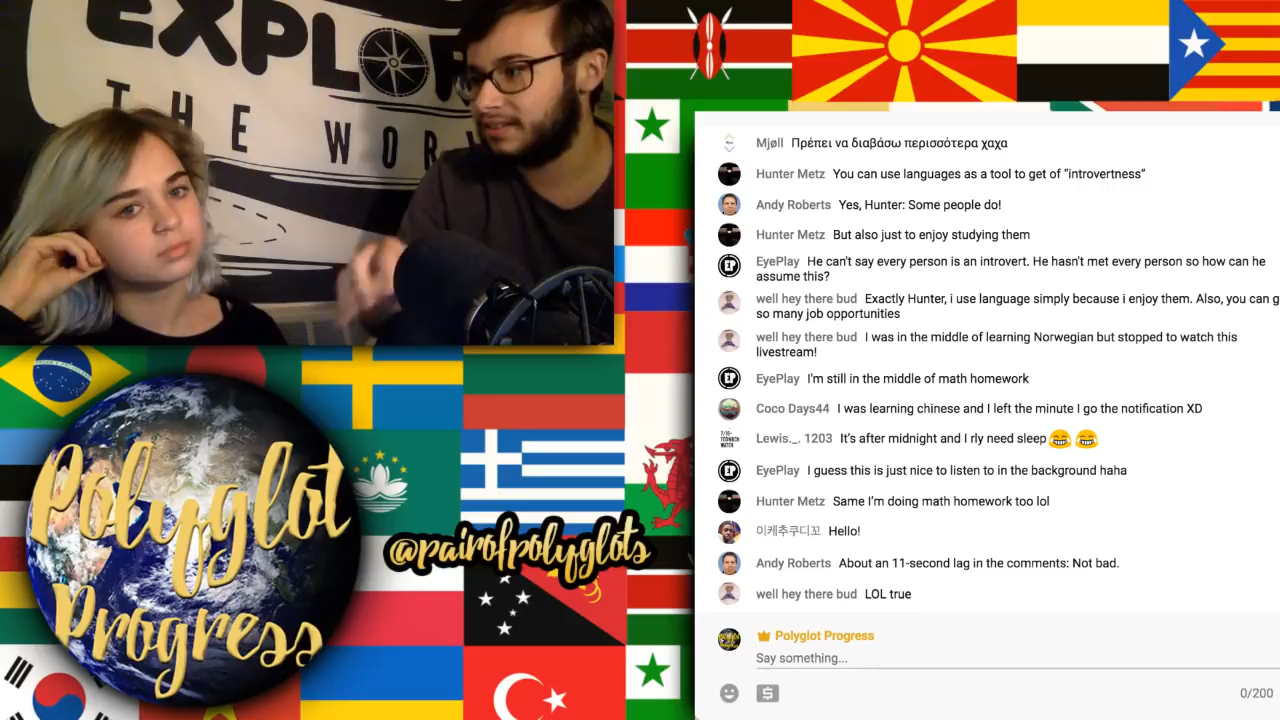 EXPLOR
THE WOR
Mjøll Πρέπει να διαβάσω περισσότερα χαχα
Hunter Metz You can use languages as a tool to get of “introvertness”
Andy Roberts Yes, Hunter: Some people do!
Hunter Metz But also just to enjoy studying them
EyePlay He can't say every person is an introvert. He hasn't met every person so how can he
assume this?
well hey there bud Exactly Hunter, i use language simply because i enjoy them. Also, you can g
so many job opportunities
well hey there bud I was in the middle of learning Norwegian but stopped to watch this
livestream!
EyePlay I'm still in the middle of math homework
Coco Days44 I was learning chinese and I left the minute I go the notification XD
Lewis._. 1203 It’s after midnight and I rly need sleep😂 😂
EyePlay I guess this is just nice to listen to in the background haha
Hunter Metz Same I’m doing math homework too lol
이케추쿠디꼬 Hello!
Andy Roberts About an 11-second lag in the comments: Not bad.
well hey there bud LOL true
Polyglot Progress
Say something...
0/200
Polyglot
Progress
@pairofpolyglots